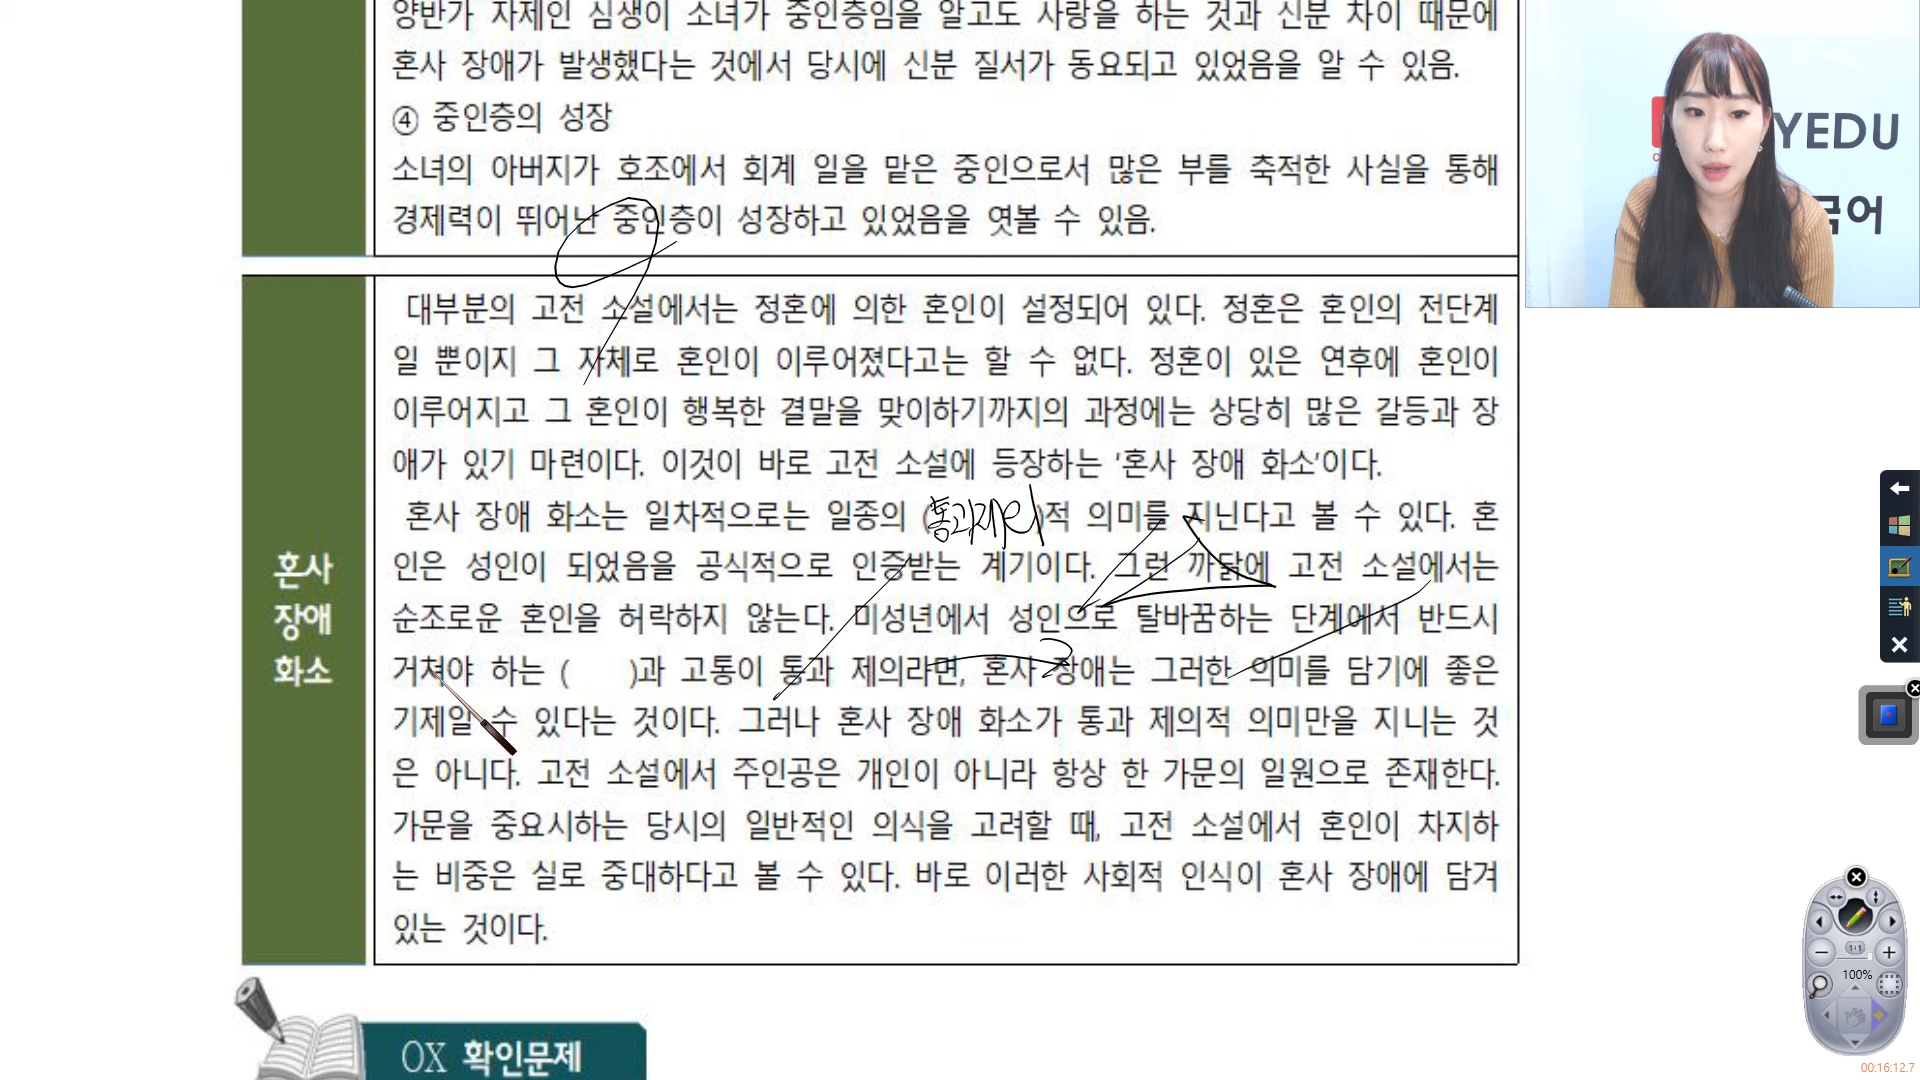 양반가 자제인 심생이 소녀가 중인층임을 알고도 사랑을 하는 것과 신분 차이 때문에
혼사 장애가 발생했다는 것에서 당시에 신분 질서가 동요되고 있었음을 알 수 있음.
④ 중인층의 성장
소녀의 아버지가 호조에서 회계 일을 맡은 중인으로서 많은 부를 축적한 사실을 통해
경제력이 뛰어난 중인층이 성장하고 있었음을 엿볼 수 있음.
혼사
장애
화소
대부분의 고전 소설에서는 정혼에 의한 혼인이 설정되어 있다. 정혼은 혼인의 전단계
일 뿐이지 그 자체로 혼인이 이루어졌다고는 할 수 없다. 정혼이 있은 연후에 혼인이
이루어지고 그 혼인이 행복한 결말을 맞이하기까지의 과정에는 상당히 많은 갈등과 장
애가 있기 마련이다. 이것이 바로 고전 소설에 등장하는 '혼사 장애 화소'이다.
혼사 장애 화소는 일차적으로는 일종의 (통과제의)적 의미를 지닌다고 볼 수 있다. 혼
인은 성인이 되었음을 공식적으로 인증받는 계기이다. 그런 까닭에 고전 소설에서는
순조로운 혼인을 허락하지 않는다. 미성년에서 성인으로 탈바꿈하는 단계에서 반드시
거쳐야 하는 ( )과 고통이 통과 제의라면, 혼사 장애는 그러한 의미를 담기에 좋은
기제일 수 있다는 것이다. 그러나 혼사 장애 화소가 통과 제의적 의미만을 지니는 것
은 아니다. 고전 소설에서 주인공은 개인이 아니라 항상 한 가문의 일원으로 존재한다.
가문을 중요시하는 당시의 일반적인 의식을 고려할 때, 고전 소설에서 혼인이 차지하
는 비중은 실로 중대하다고 볼 수 있다. 바로 이러한 사회적 인식이 혼사 장애에 담겨
있는 것이다.
OX 확인문제
YEDU
국어
1:1
100%
00:16:12.7